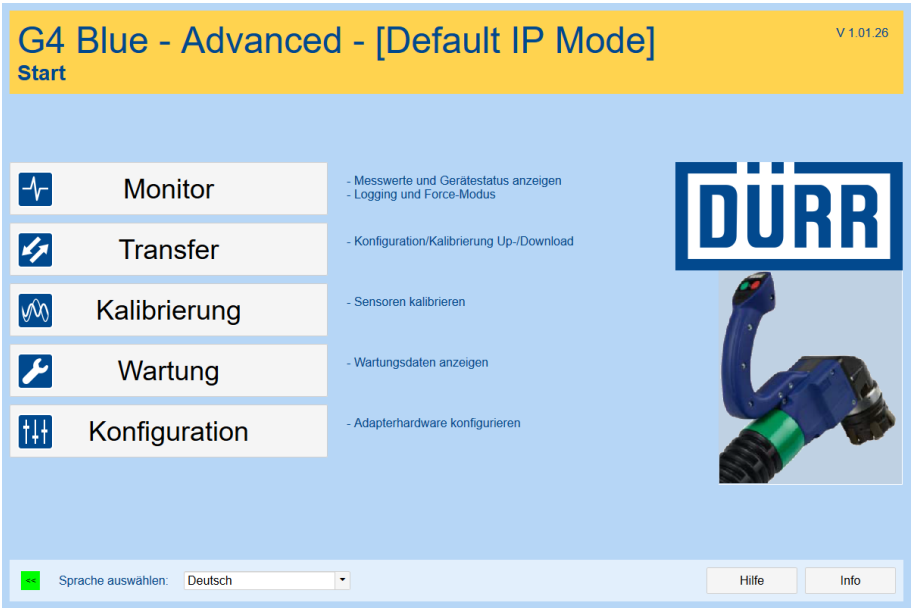 G4 Blue - Advanced - [Default IP Mode]
V 1.01.26
Start
Monitor
- Messwerte und Gerätestatus anzeigen
- Logging und Force-Modus
Transfer
- Konfiguration/Kalibrierung Up-/Download
Kalibrierung
- Sensoren kalibrieren
Wartung
- Wartungsdaten anzeigen
Konfiguration
- Adapterhardware konfigurieren
DÜRR
<< Sprache auswählen: Deutsch
Hilfe
Info